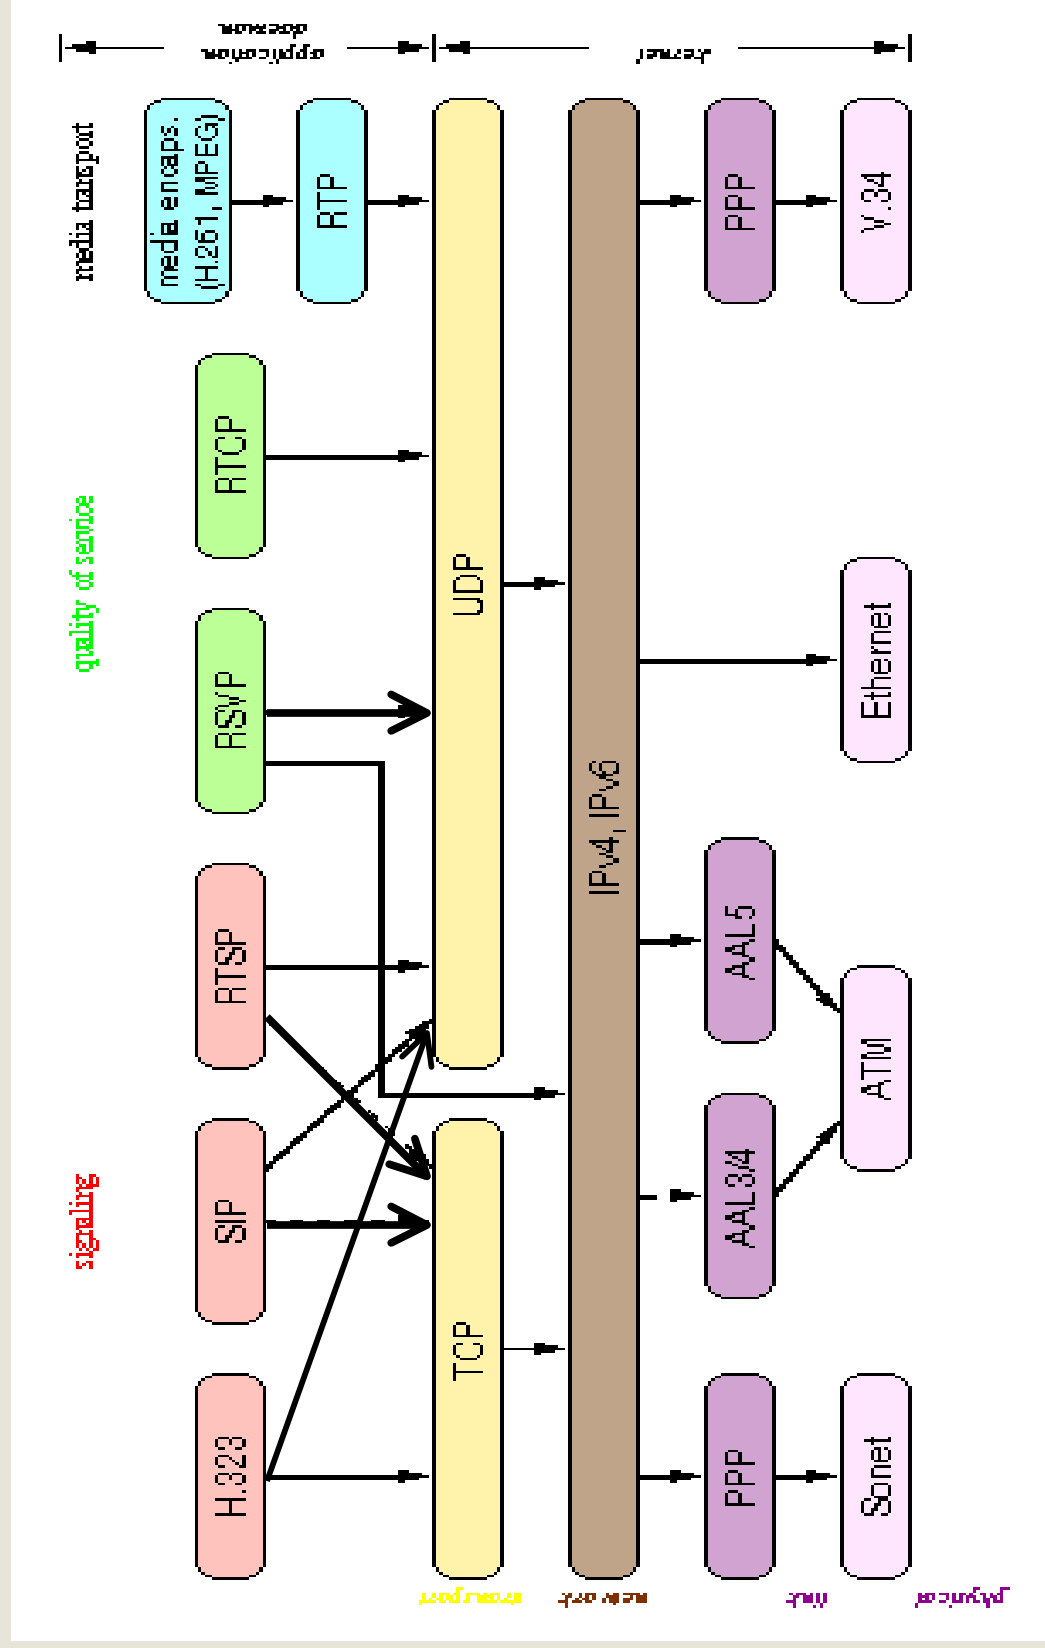 signaling
quality of service
media transport
H.323
SIP
RTSP
RSVP
RTCP
media encaps.
(H.261, MPEG)
RTP
application
daemon
kernel
TCP
UDP
transport
IPv4, IPv6
network
PPP
AAL3/4
AAL5
PPP
link
Sonet
ATM
Ethernet
V.34
physical